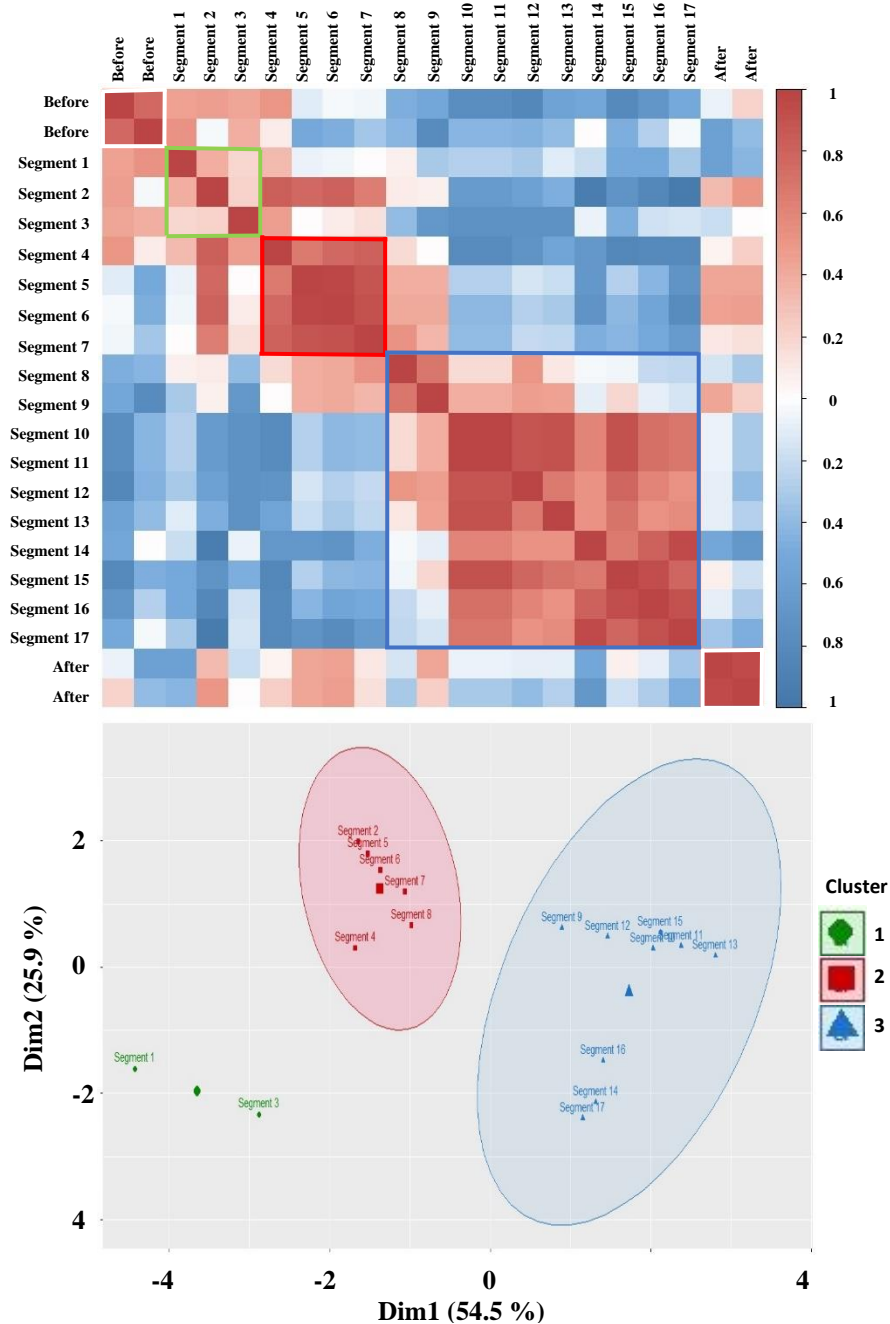 Before Before Segment 1 Segment 2 Segment 3 Segment 4 Segment 5 Segment 6 Segment 7 Segment 8 Segment 9 Segment 10 Segment 11 Segment 12 Segment 13 Segment 14 Segment 15 Segment 16 Segment 17 After After
Before
Before
Segment 1
Segment 2
Segment 3
Segment 4
Segment 5
Segment 6
Segment 7
Segment 8
Segment 9
Segment 10
Segment 11
Segment 12
Segment 13
Segment 14
Segment 15
Segment 16
Segment 17
After
After
1
0.8
0.6
0.4
0.2
0
0.2
0.4
0.6
0.8
1
Dim2 (25.9 %)
2
0
-2
4
Segment 2
Segment 5
Segment 6
Segment 7
Segment 8
Segment 4
Segment 1
Segment 3
Segment 9
Segment 15
Segment 12
Segment 13
Segment 16
Segment 14
Segment 17
-4 -2 0 4
Dim1 (54.5 %)
Cluster
1
2
3